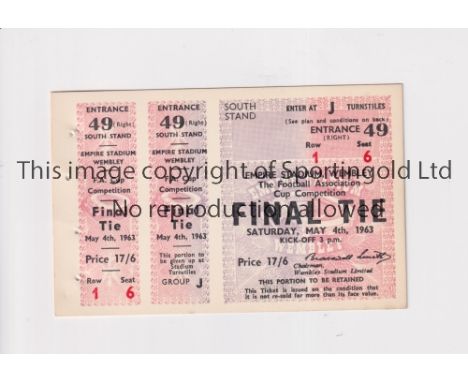 ENTRANCE
49 (Right)
SOUTH STAND
EMPIRE STADIUM
WEMBLEY
Competition
Final
Tie
May 4th, 1963
Price 17/6
Row Seat
1 6
ENTRANCE
49 (Right)
SOUTH STAND
EMPIRE STADIUM
WEMBLEY
Competition
Final
Tie
May 4th, 1963
This portion to
be given up at
Stadium
Turnstiles
GROUP J
SOUTH STAND
ENTER AT J TURNSTILES
(See plan and conditions on back)
ENTRANCE 49
(RIGHT)
Row Seat
1 6
EMPIRE STADIUM, WEMBLEY
The Football Association
Cup Competition
FINAL TIE
SATURDAY, MAY 4th, 1963
KICK-OFF 3 p.m.
Price 17/6
Chairman,
Wembley Stadium Limited
THIS PORTION TO BE RETAINED
This Ticket is issued on the condition that
it is not re-sold for more than its face value.
This image copyright of Sportingold Ltd
No reproduction allowed